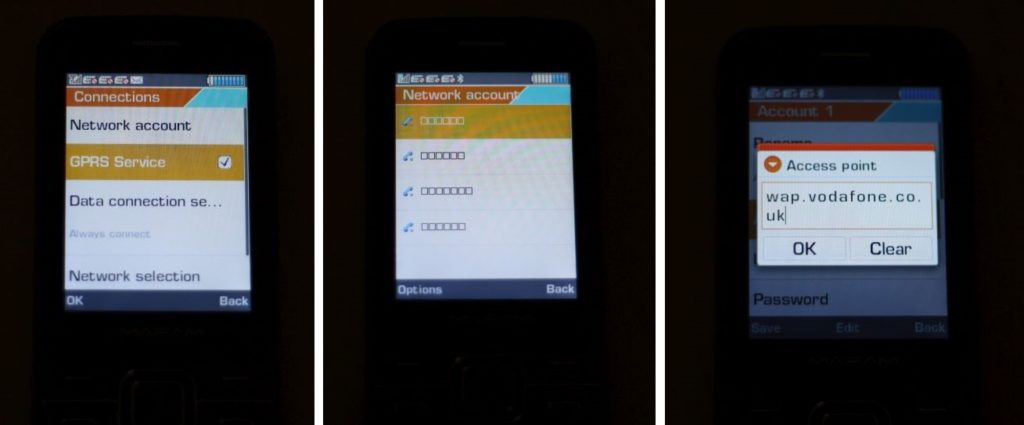 Connections
Network account
GPRS Service
Data connection se...
Always connect
Network selection
OK
Back
Network account
□□□□□□
□□□□□□
□□□□□□□
□□□□□□
Options
Back
Account 1
Rename
Access point
wap.vodafone.co.
uk
OK
Clear
Password
Save
Edit
Back